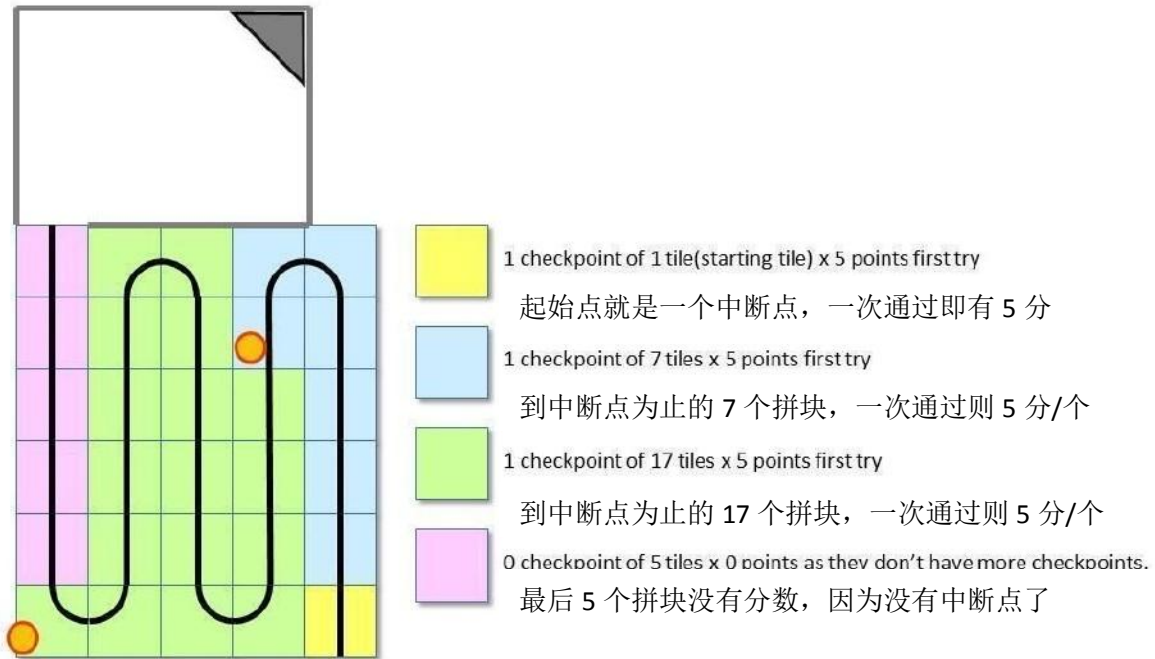 1 checkpoint of 1 tile(starting tile) x 5 points first try
起始点就是一个中断点，一次通过即有 5 分
1 checkpoint of 7 tiles x 5 points first try
到中断点为止的 7 个拼块，一次通过则 5 分/个
1 checkpoint of 17 tiles x 5 points first try
到中断点为止的 17 个拼块，一次通过则 5 分/个
0 checkpoint of 5 tiles x 0 points as they don't have more checkpoints.
最后 5 个拼块没有分数，因为没有中断点了